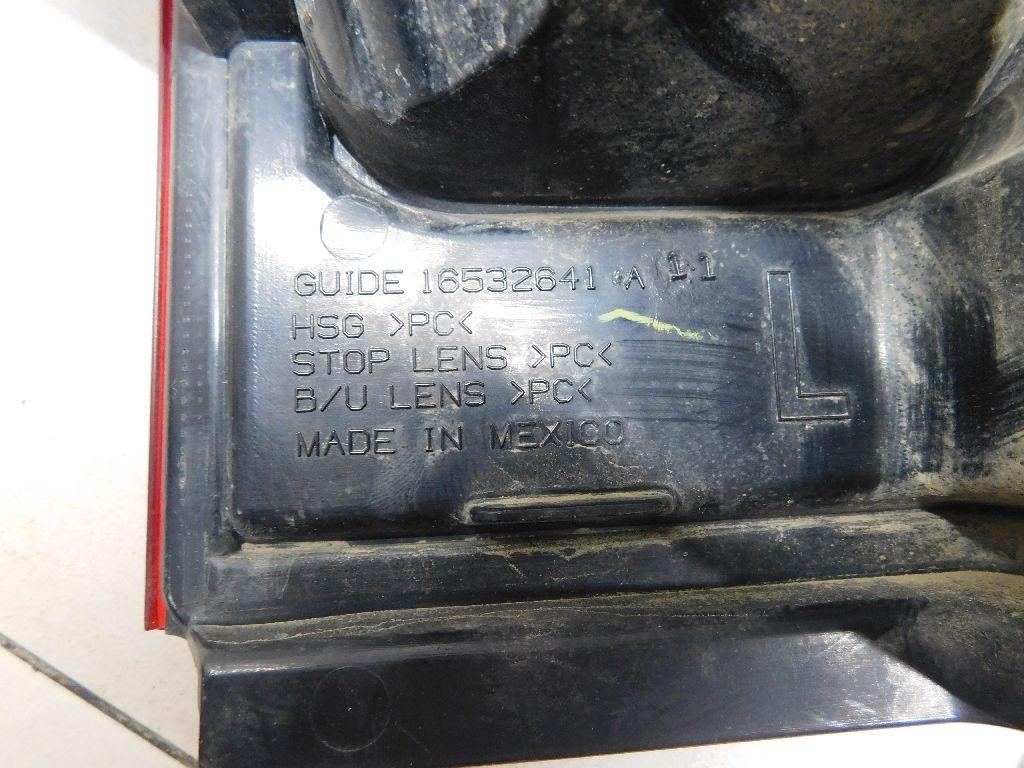 GUIDE 16532641 A 11
HSG >PC<
STOP LENS >PC<
B/U LENS >PC<
MADE IN MEXICO
L